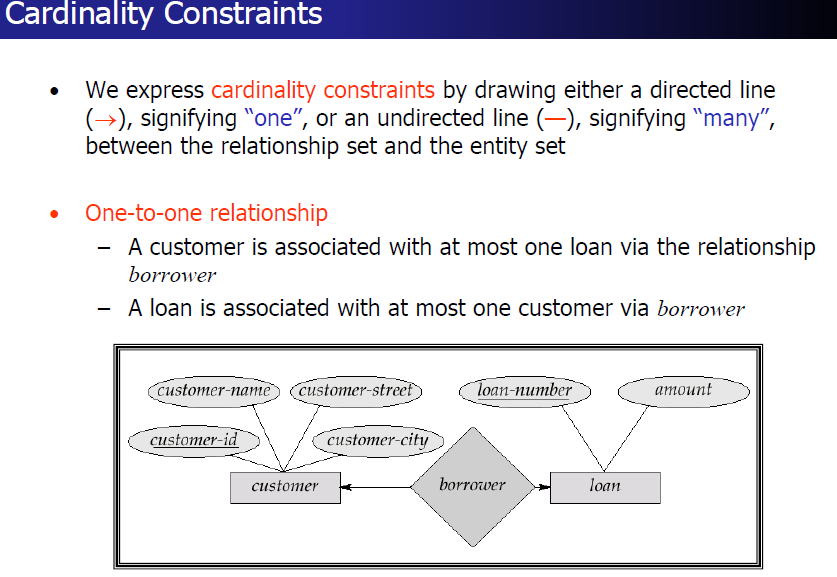 Cardinality Constraints
• We express cardinality constraints by drawing either a directed line
(→), signifying “one”, or an undirected line (—), signifying “many”,
between the relationship set and the entity set
• One-to-one relationship
– A customer is associated with at most one loan via the relationship
borrower
– A loan is associated with at most one customer via borrower
customer-name customer-street loan-number amount
customer-id customer-city
customer borrower loan